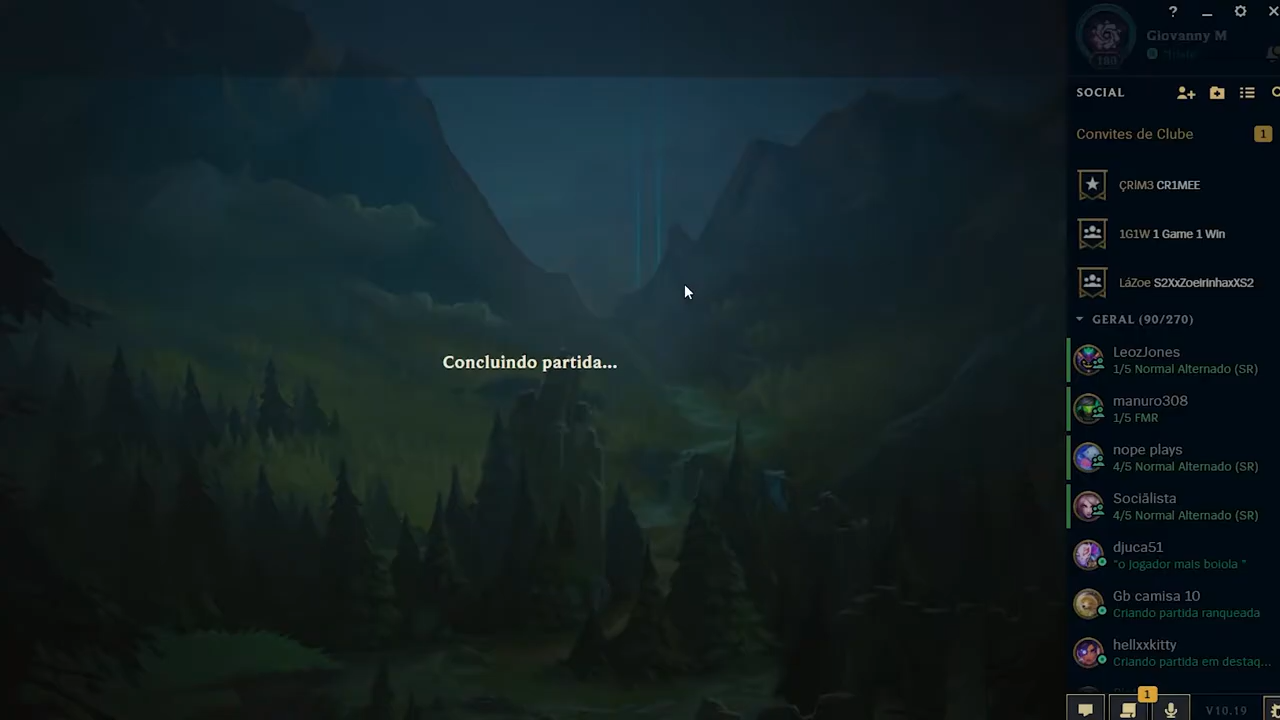 ?
Giovanny M
180
SOCIAL
Convites de Clube
1
ÇRÌM3 CR1MEE
1G1W 1 Game 1 Win
LáZoe S2XxZoeirinhaxXS2
GERAL (90/270)
LeozJones
1/5 Normal Alternado (SR)
manuro308
1/5 FMR
Concluindo partida...
nope plays
4/5 Normal Alternado (SR)
Sociãlista
4/5 Normal Alternado (SR)
djuca51
"o jogador mais boiola "
Gb camisa 10
Criando partida ranqueada
hellxxkitty
Criando partida em destaq...
1
V10.19